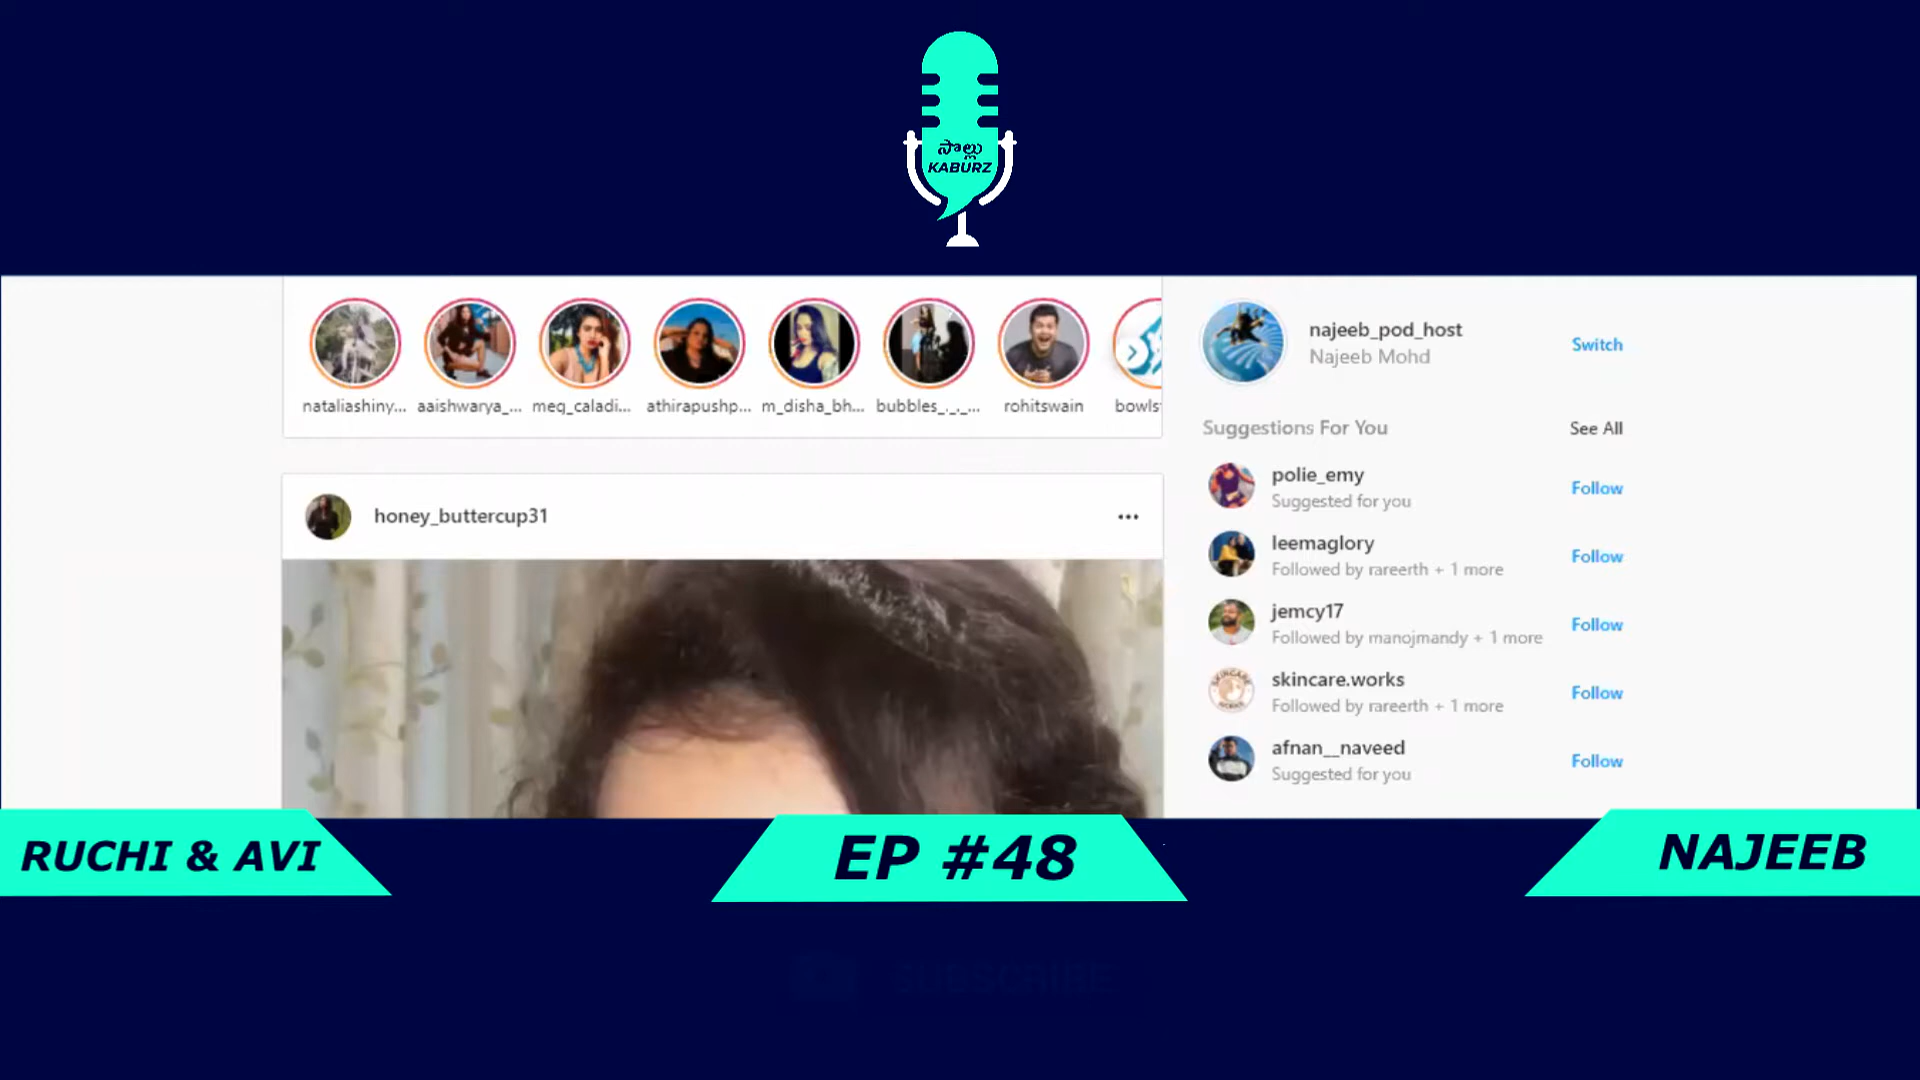 సొల్లు
KABURZ
nataliashiny...
aaishwarya_...
meg_caladi...
athirapushp...
m_disha_bh...
bubbles_._._...
rohitswain
najeeb_pod_host
Najeeb Mohd
Switch
Suggestions For You
See All
polie_emy
Suggested for you
Follow
leemaglory
Followed by rareerth + 1 more
Follow
jemcy17
Followed by manojmandy + 1 more
Follow
skincare.works
Followed by rareerth + 1 more
Follow
afnan__naveed
Suggested for you
Follow
honey_buttercup31
RUCHI & AVI
EP #48
NAJEEB
SUBSCRIBE